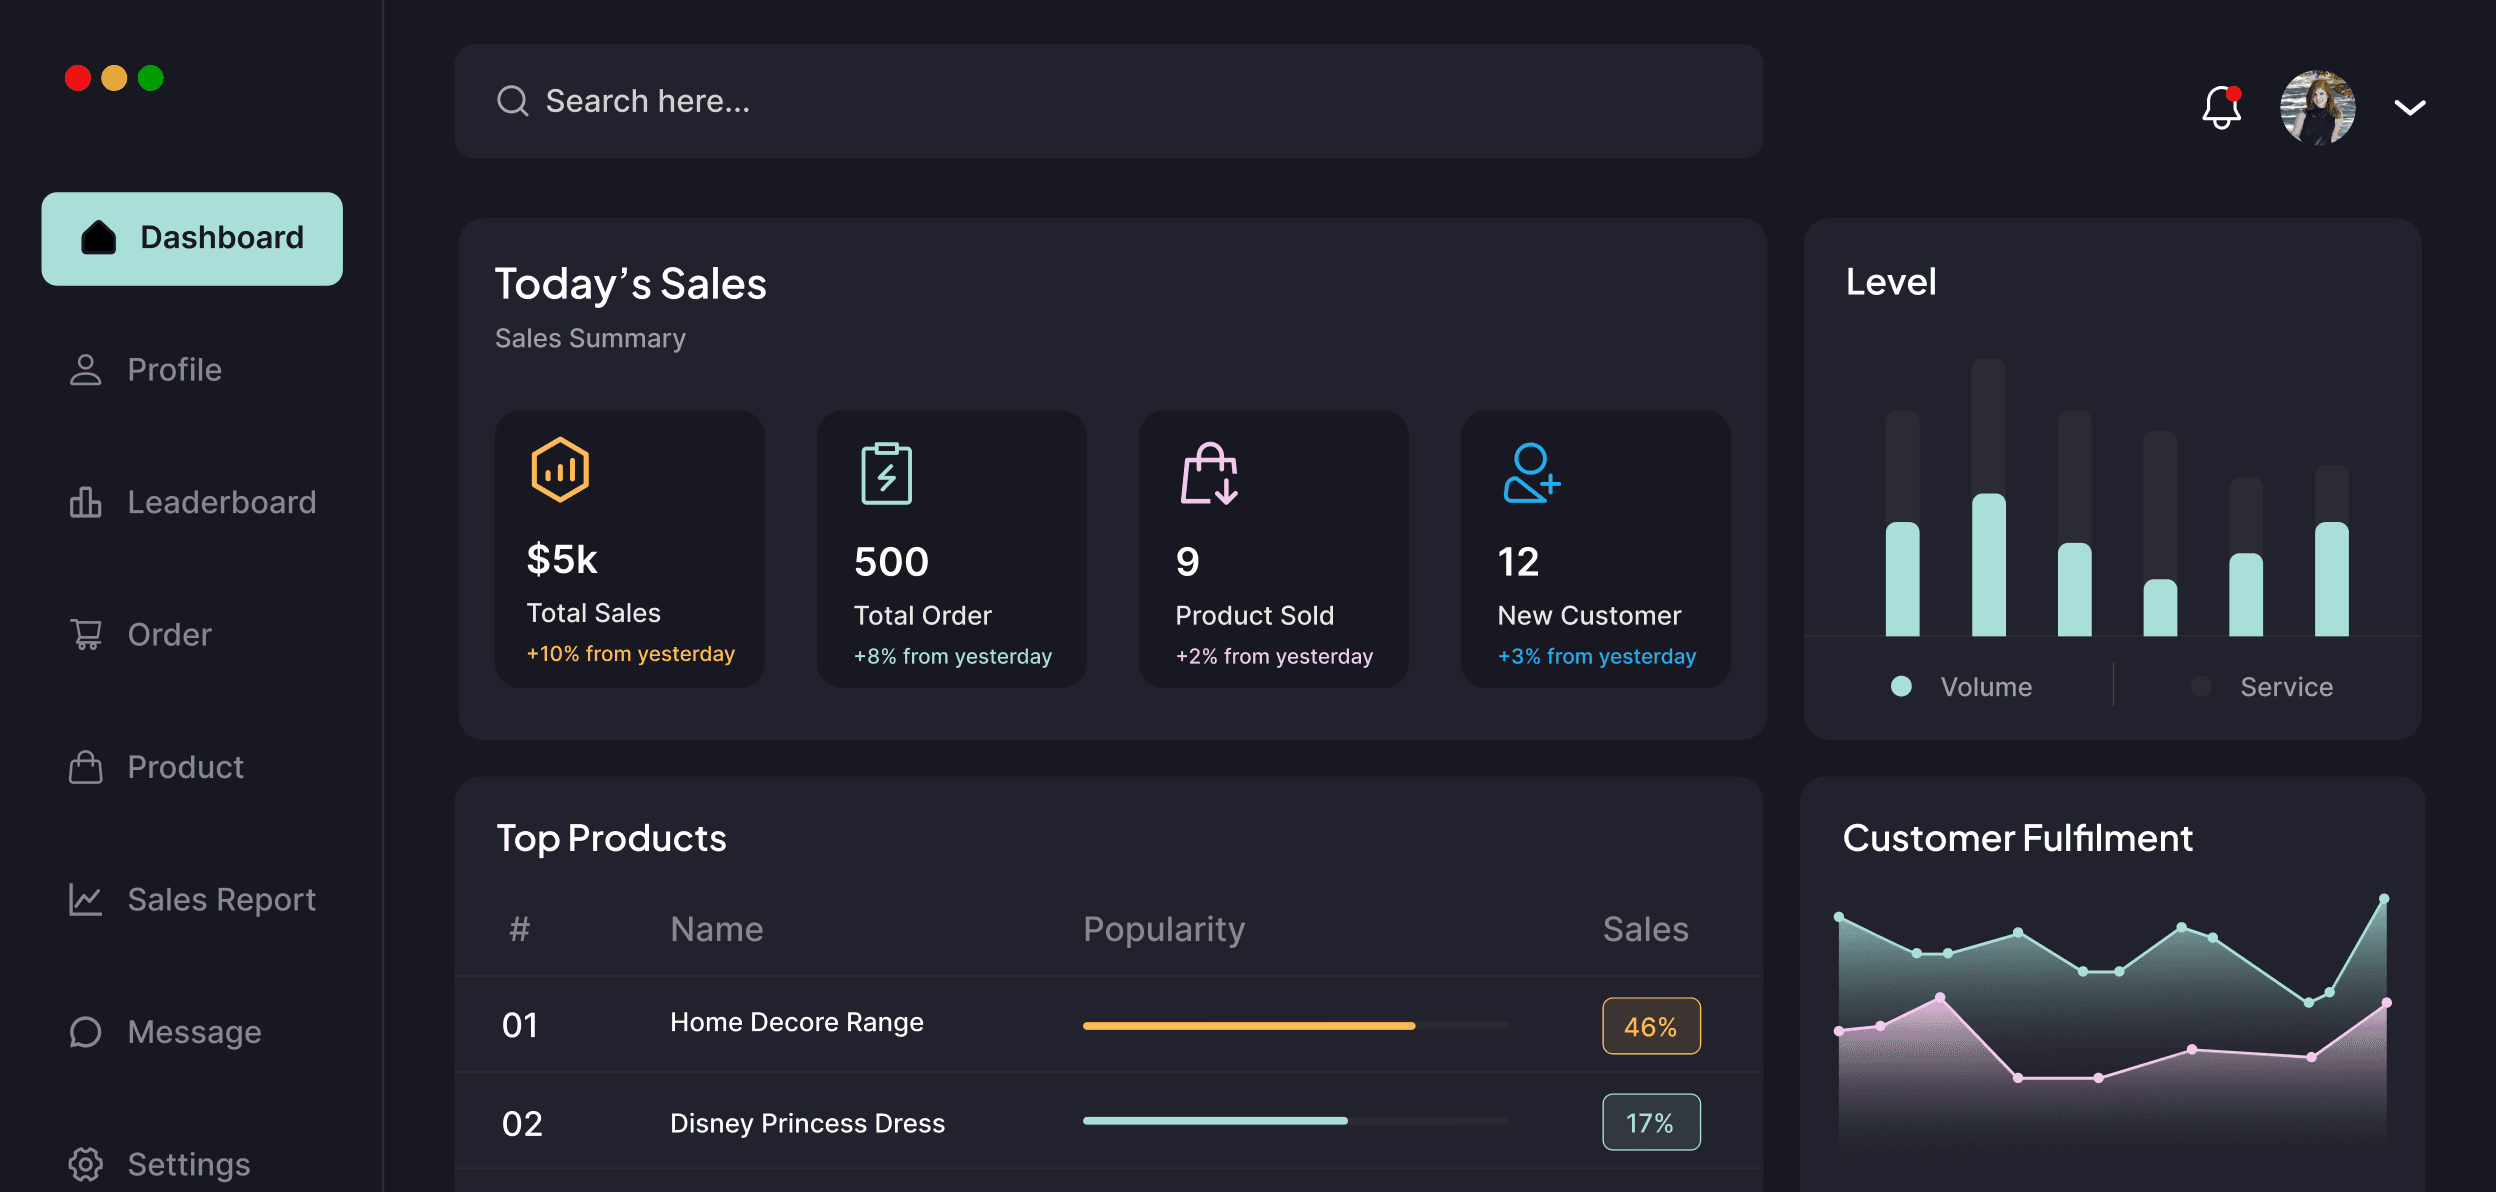 Search here...
Dashboard
Profile
Leaderboard
Order
Product
Sales Report
Message
Settings
Today’s Sales
Sales Summary
$5k
Total Sales
+10% from yesterday
500
Total Order
+8% from yesterday
9
Product Sold
+2% from yesterday
12
New Customer
+3% from yesterday
Level
Volume
Service
Top Products
# Name Popularity Sales
01 Home Decore Range 46%
02 Disney Princess Dress 17%
Customer Fulfilment